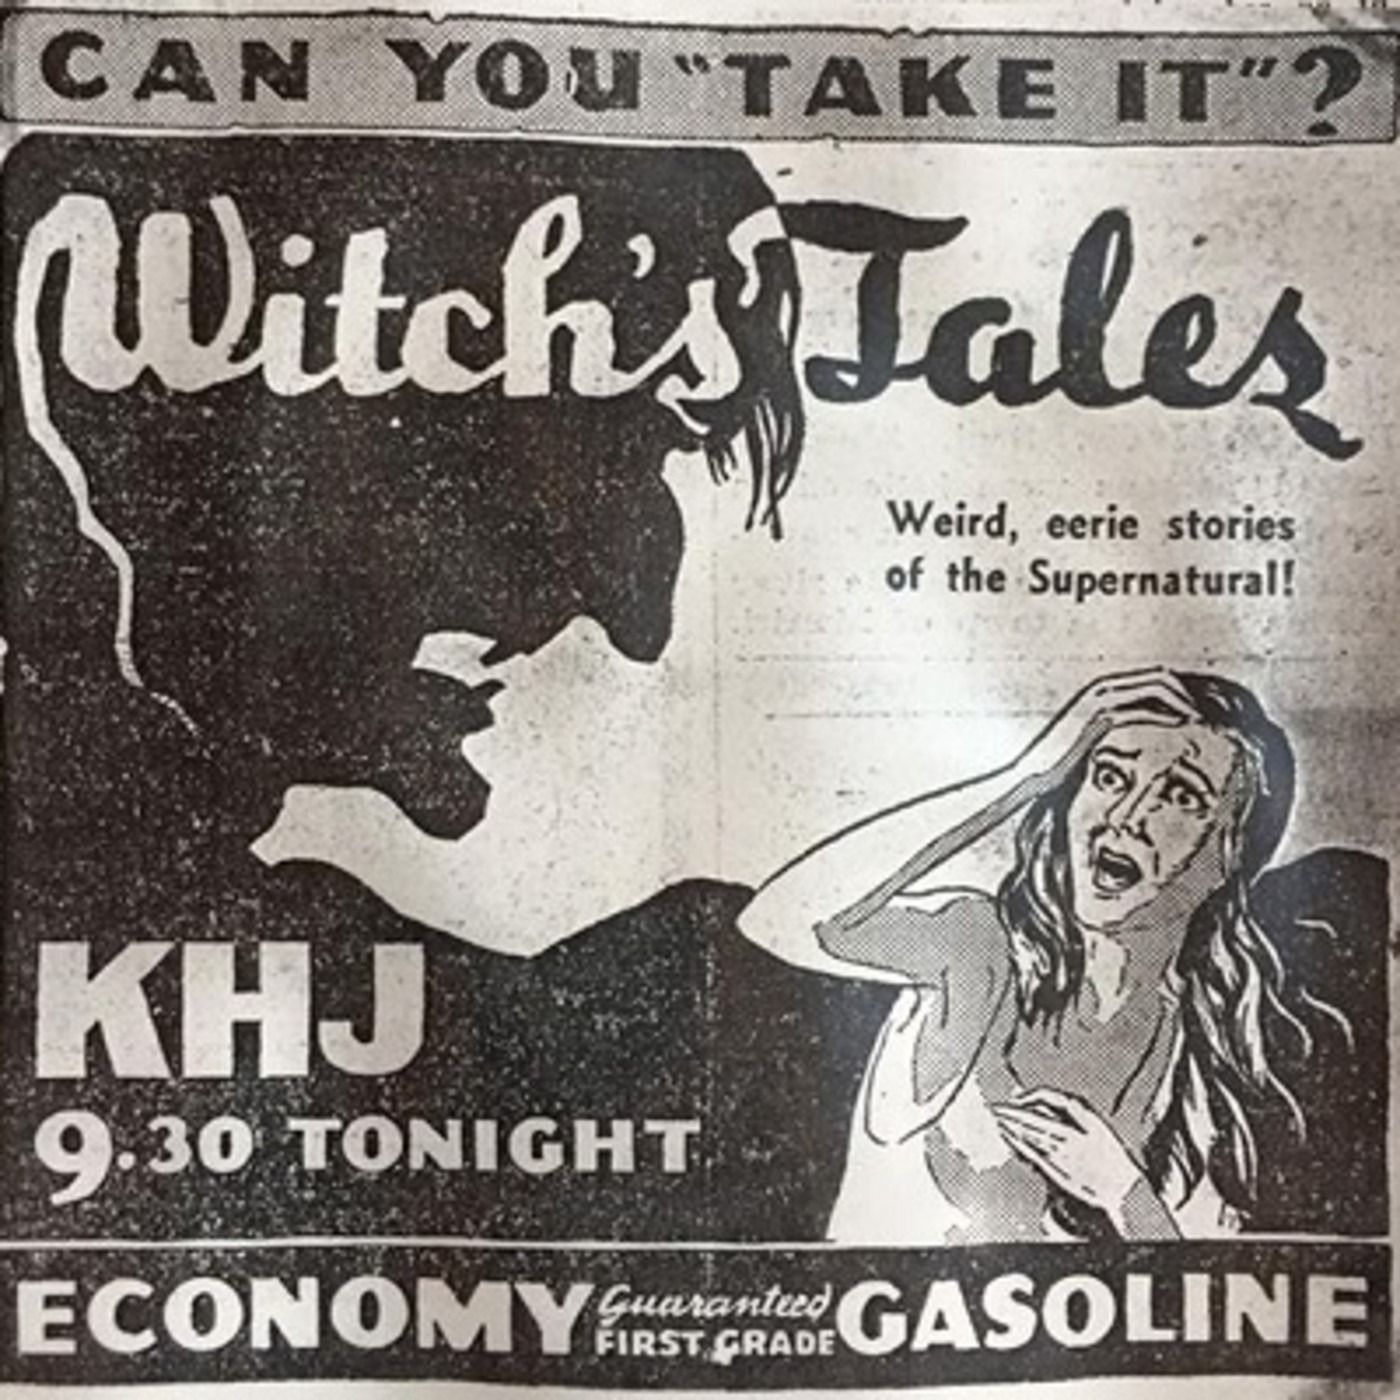 CAN YOU "TAKE IT"?
Witch's Tales
Weird, eerie stories
of the Supernatural!
KHJ
9.30 TONIGHT
ECONOMY Guaranteed FIRST GRADE GASOLINE